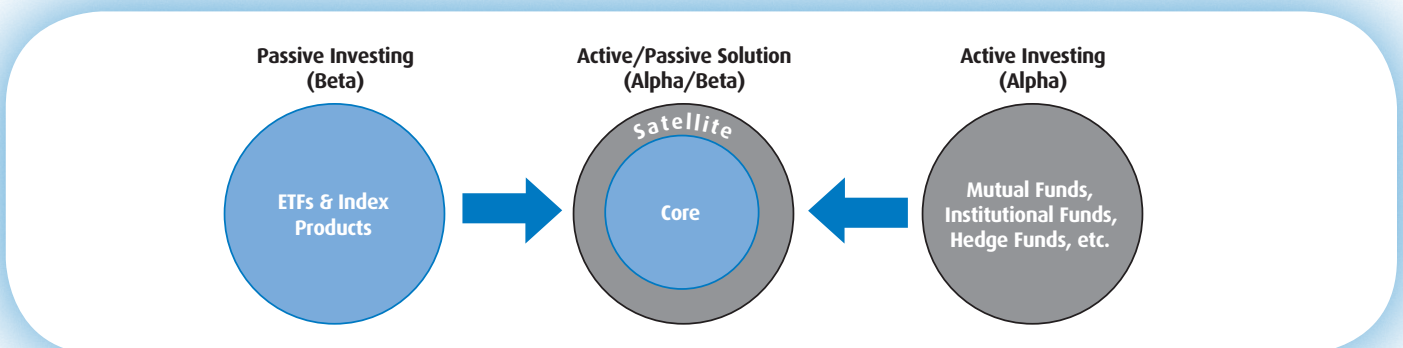 Passive Investing
(Beta)
ETFs & Index
Products
Active/Passive Solution
(Alpha/Beta)
Satellite
Core
Active Investing
(Alpha)
Mutual Funds,
Institutional Funds,
Hedge Funds, etc.